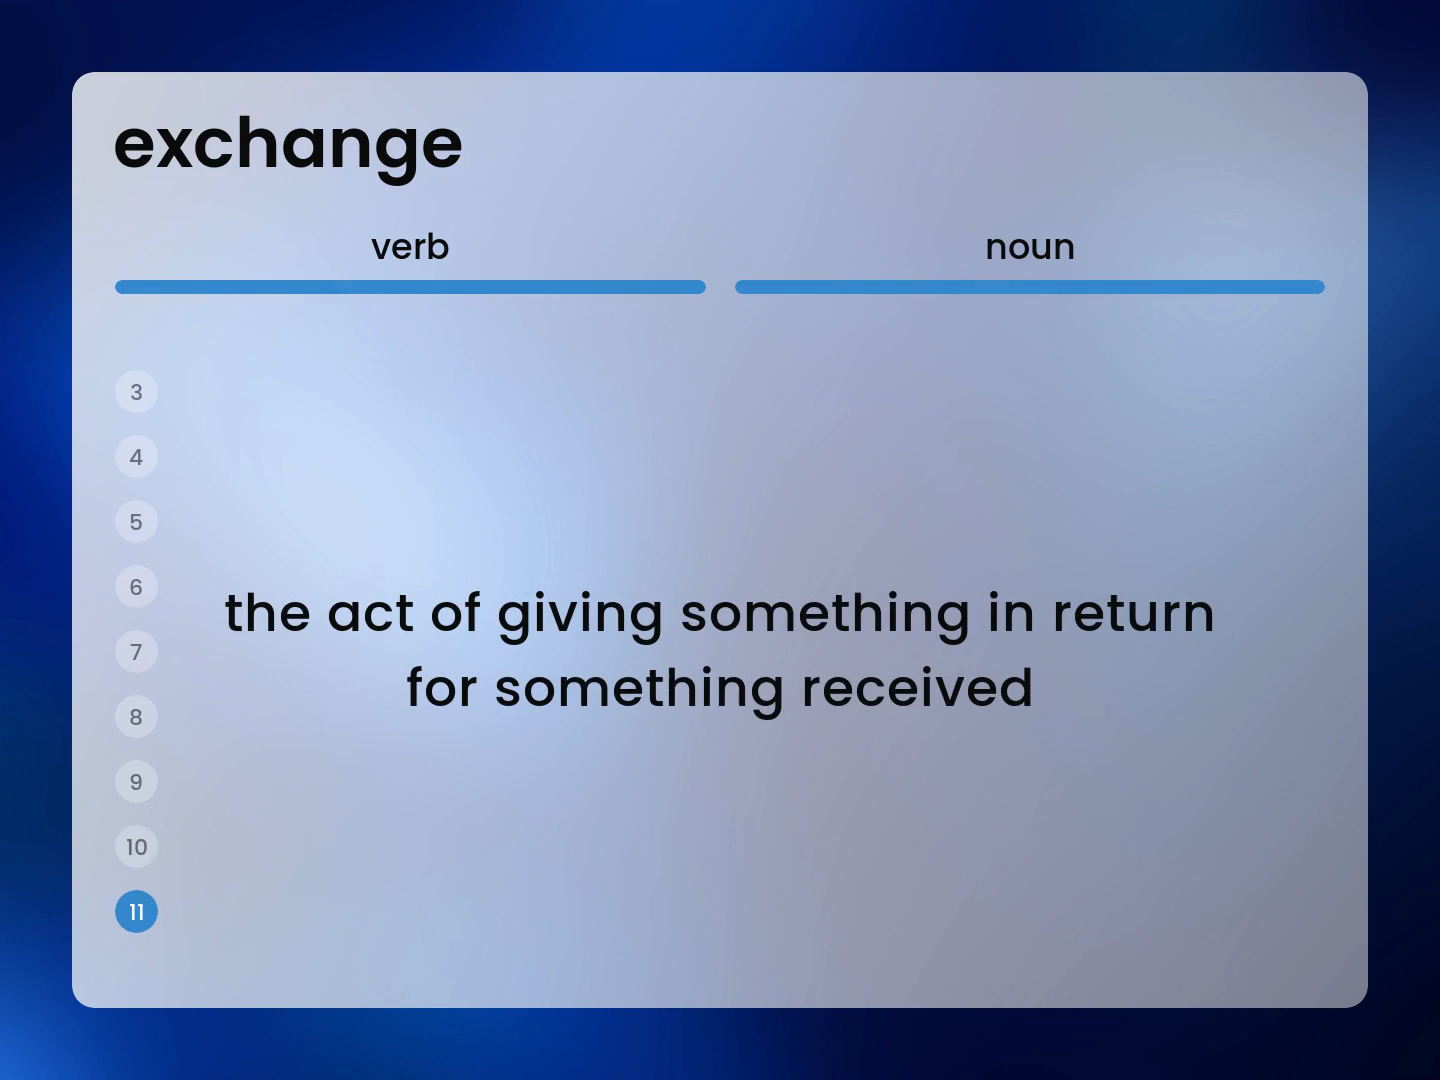 exchange
verb
noun
3
4
5
6
7
8
9
10
11
the act of giving something in return
for something received